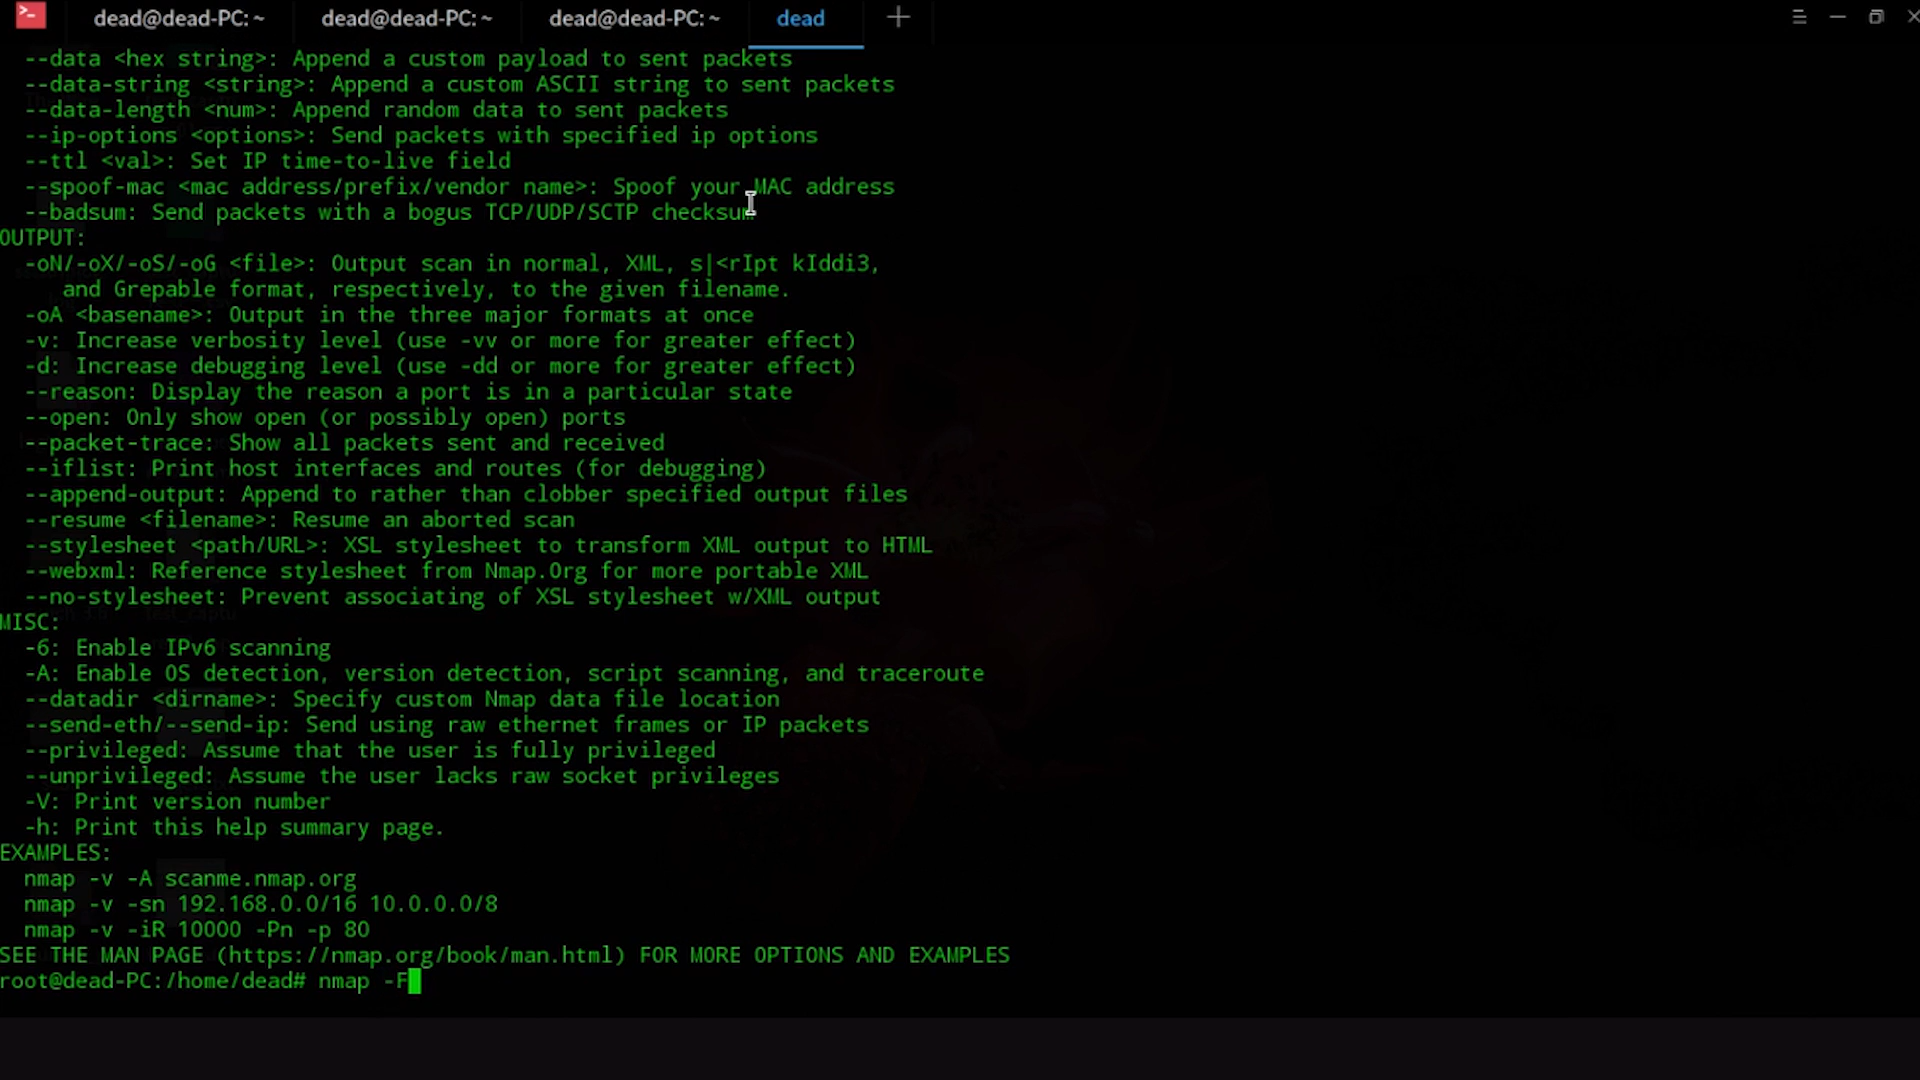 dead@dead-PC: ~ dead@dead-PC: ~ dead@dead-PC: ~ dead
--data <hex string>: Append a custom payload to sent packets
--data-string <string>: Append a custom ASCII string to sent packets
--data-length <num>: Append random data to sent packets
--ip-options <options>: Send packets with specified ip options
--ttl <val>: Set IP time-to-live field
--spoof-mac <mac address/prefix/vendor name>: Spoof your MAC address
--badsum: Send packets with a bogus TCP/UDP/SCTP checksum
OUTPUT:
-oN/-oX/-oS/-oG <file>: Output scan in normal, XML, s|<rIpt kIddi3,
and Grepable format, respectively, to the given filename.
-oA <basename>: Output in the three major formats at once
-v: Increase verbosity level (use -vv or more for greater effect)
-d: Increase debugging level (use -dd or more for greater effect)
--reason: Display the reason a port is in a particular state
--open: Only show open (or possibly open) ports
--packet-trace: Show all packets sent and received
--iflist: Print host interfaces and routes (for debugging)
--append-output: Append to rather than clobber specified output files
--resume <filename>: Resume an aborted scan
--stylesheet <path/URL>: XSL stylesheet to transform XML output to HTML
--webxml: Reference stylesheet from Nmap.Org for more portable XML
--no-stylesheet: Prevent associating of XSL stylesheet w/XML output
MISC:
-6: Enable IPv6 scanning
-A: Enable OS detection, version detection, script scanning, and traceroute
--datadir <dirname>: Specify custom Nmap data file location
--send-eth/--send-ip: Send using raw ethernet frames or IP packets
--privileged: Assume that the user is fully privileged
--unprivileged: Assume the user lacks raw socket privileges
-V: Print version number
-h: Print this help summary page.
EXAMPLES:
nmap -v -A scanme.nmap.org
nmap -v -sn 192.168.0.0/16 10.0.0.0/8
nmap -v -iR 10000 -Pn -p 80
SEE THE MAN PAGE (https://nmap.org/book/man.html) FOR MORE OPTIONS AND EXAMPLES
root@dead-PC:/home/dead# nmap -F